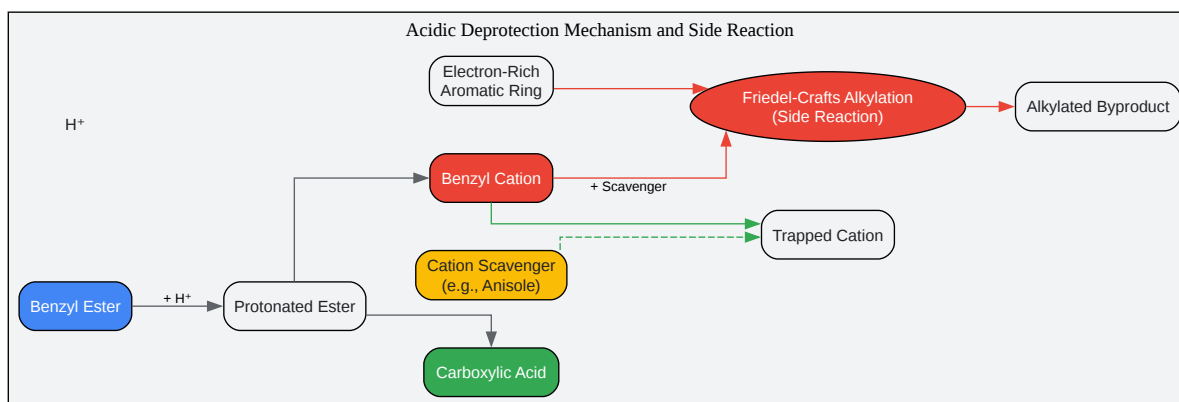 Acidic Deprotection Mechanism and Side Reaction
Electron-Rich
Aromatic Ring
Friedel-Crafts Alkylation
(Side Reaction)
Alkylated Byproduct
H⁺
Benzyl Cation
+ Scavenger
Trapped Cation
Cation Scavenger
(e.g., Anisole)
Benzyl Ester
+ H⁺
Protonated Ester
Carboxylic Acid